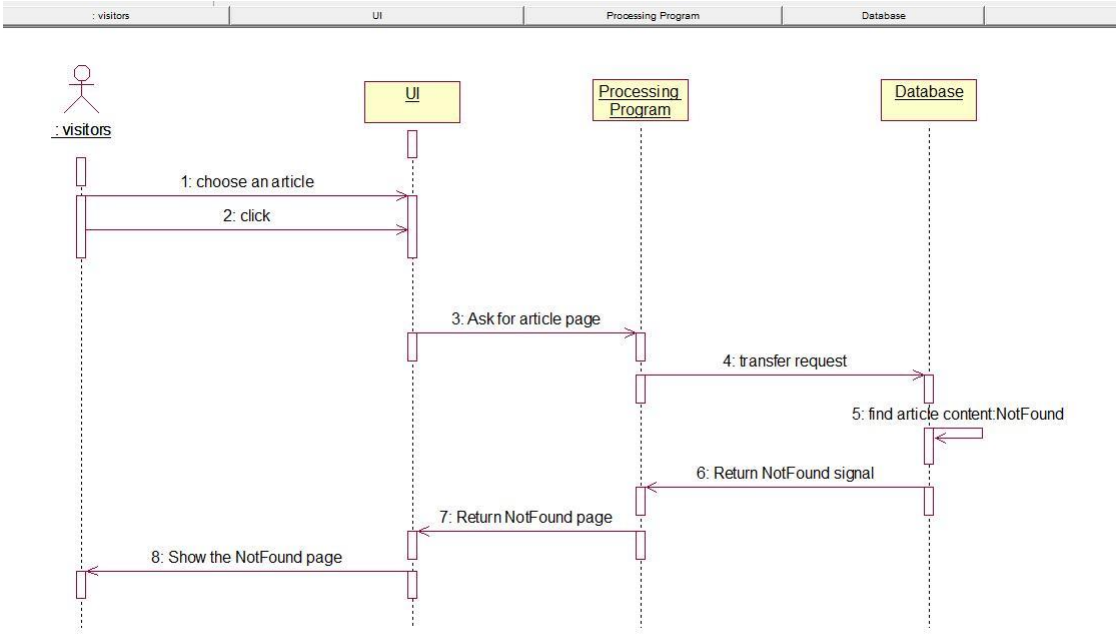 : visitors
UI
Processing Program
Database
: visitors
UI
Processing
Program
Database
1: choose an article
2: click
3: Ask for article page
4: transfer request
5: find article content:NotFound
6: Return NotFound signal
7: Return NotFound page
8: Show the NotFound page